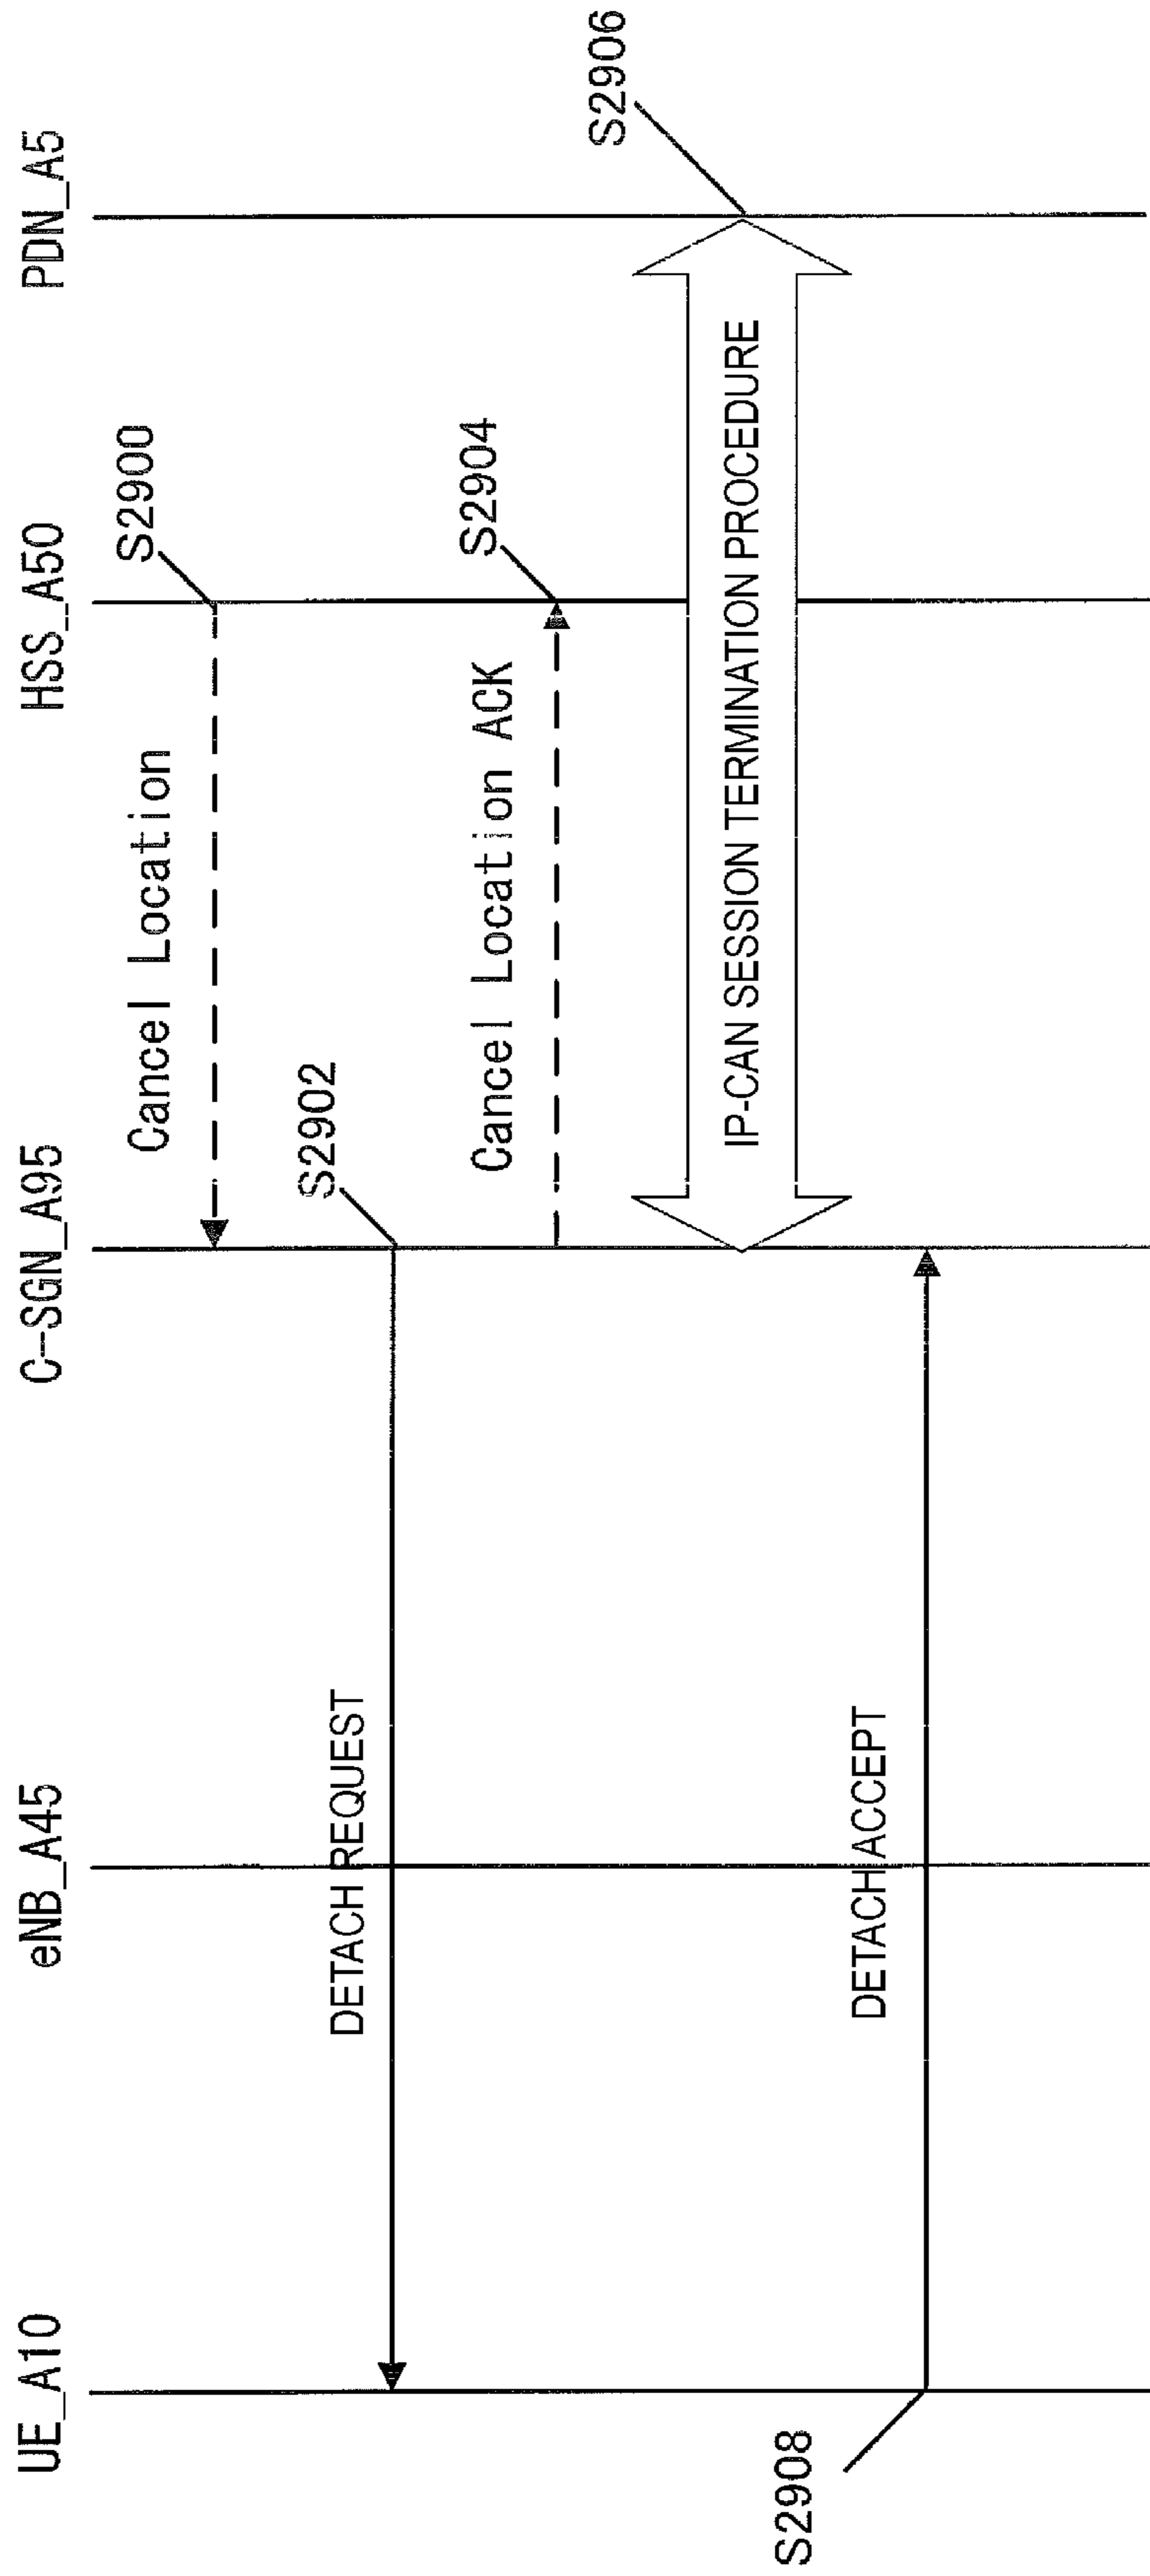 UE_A10
eNB_A45
C-SGN_A95
HSS_A50
PDN_A5
S2900
Cancel Location
S2902
DETACH REQUEST
S2904
Cancel Location ACK
S2906
IP-CAN SESSION TERMINATION PROCEDURE
S2908
DETACH ACCEPT